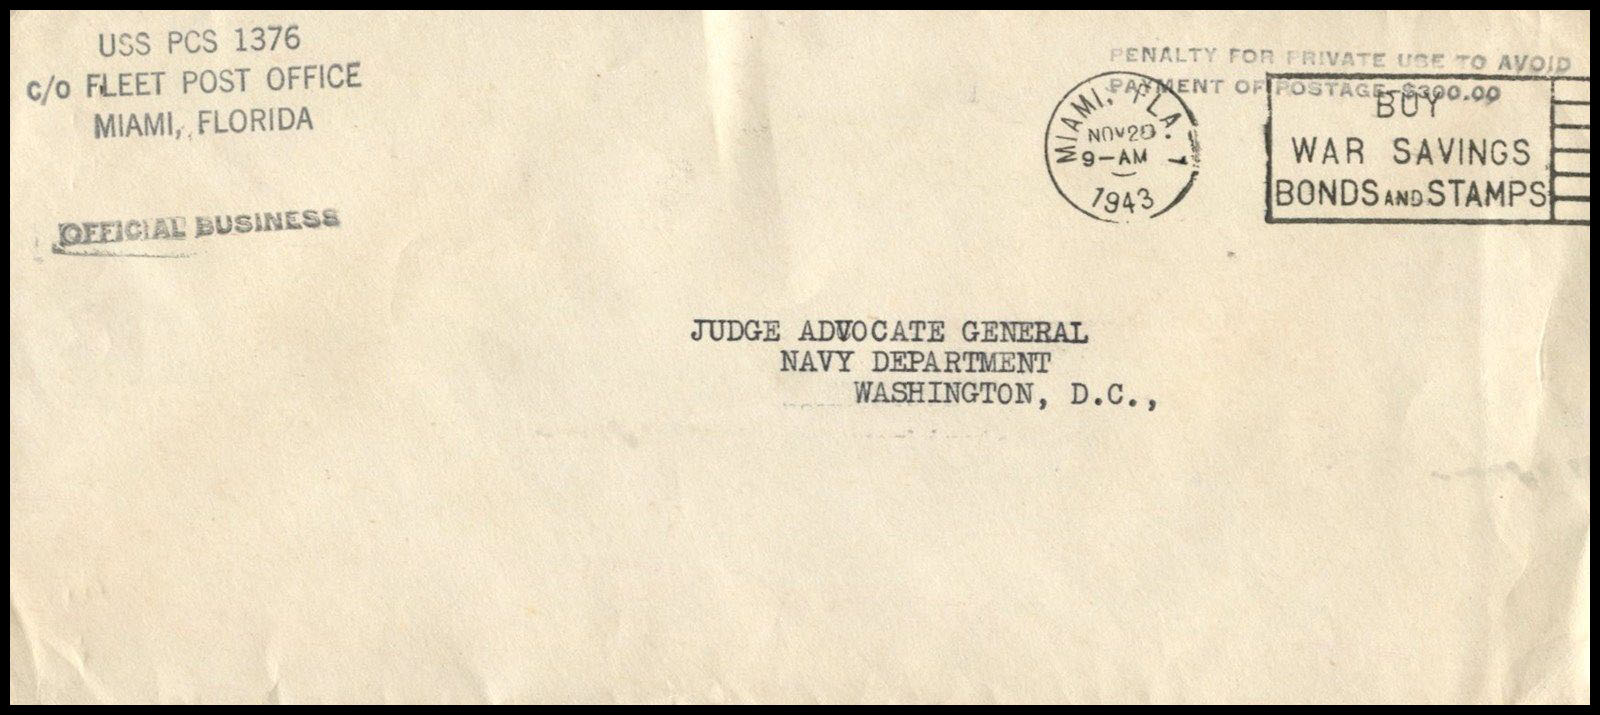 USS PCS 1376
c/o FLEET POST OFFICE
MIAMI, FLORIDA
OFFICIAL BUSINESS
PENALTY FOR PRIVATE USE TO AVOID
PAYMENT OF POSTAGE $300.00
MIAMI, FLA. 1
NOV 20
9-AM
1943
BUY
WAR SAVINGS
BONDS AND STAMPS
JUDGE ADVOCATE GENERAL
NAVY DEPARTMENT
WASHINGTON, D.C.,